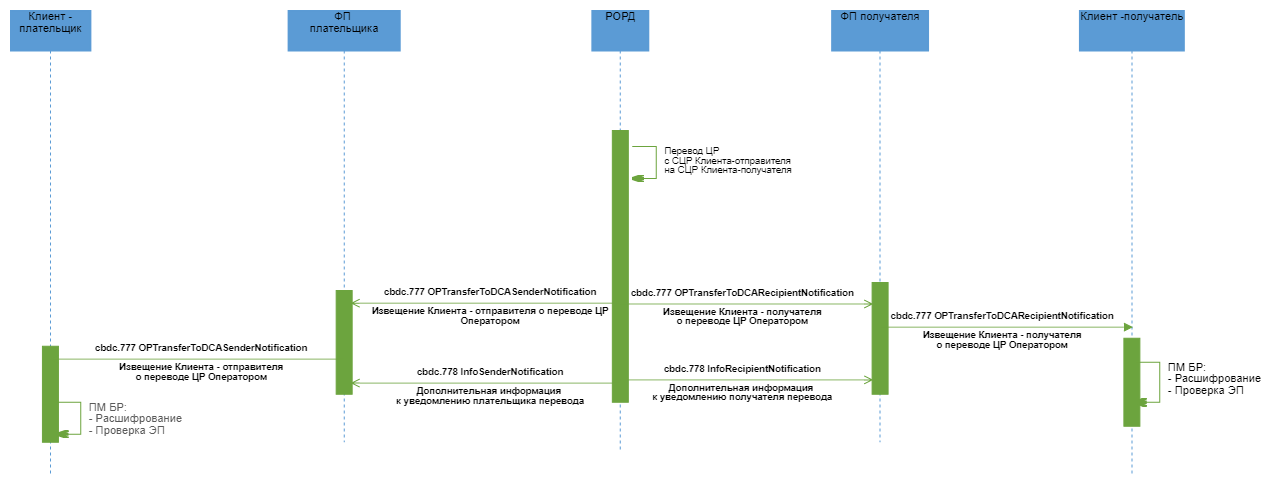 Клиент -
плательщик
ФП
плательщика
РОРД
ФП получателя
Клиент -получатель
Перевод ЦР
с СЦР Клиента-отправителя
на СЦР Клиента-получателя
cbdc.777 OPTransferToDCASenderNotification
Извещение Клиента - отправителя о переводе ЦР
Оператором
cbdc.777 OPTransferToDCARecipientNotification
Извещение Клиента - получателя
о переводе ЦР Оператором
cbdc.777 OPTransferToDCARecipientNotification
Извещение Клиента - получателя
о переводе ЦР Оператором
cbdc.777 OPTransferToDCASenderNotification
Извещение Клиента - отправителя
о переводе ЦР Оператором
cbdc.778 InfoSenderNotification
Дополнительная информация
к уведомлению плательщика перевода
cbdc.778 InfoRecipientNotification
Дополнительная информация
к уведомлению получателя перевода
ПМ БР:
- Расшифрование
- Проверка ЭП
ПМ БР:
- Расшифрование
- Проверка ЭП